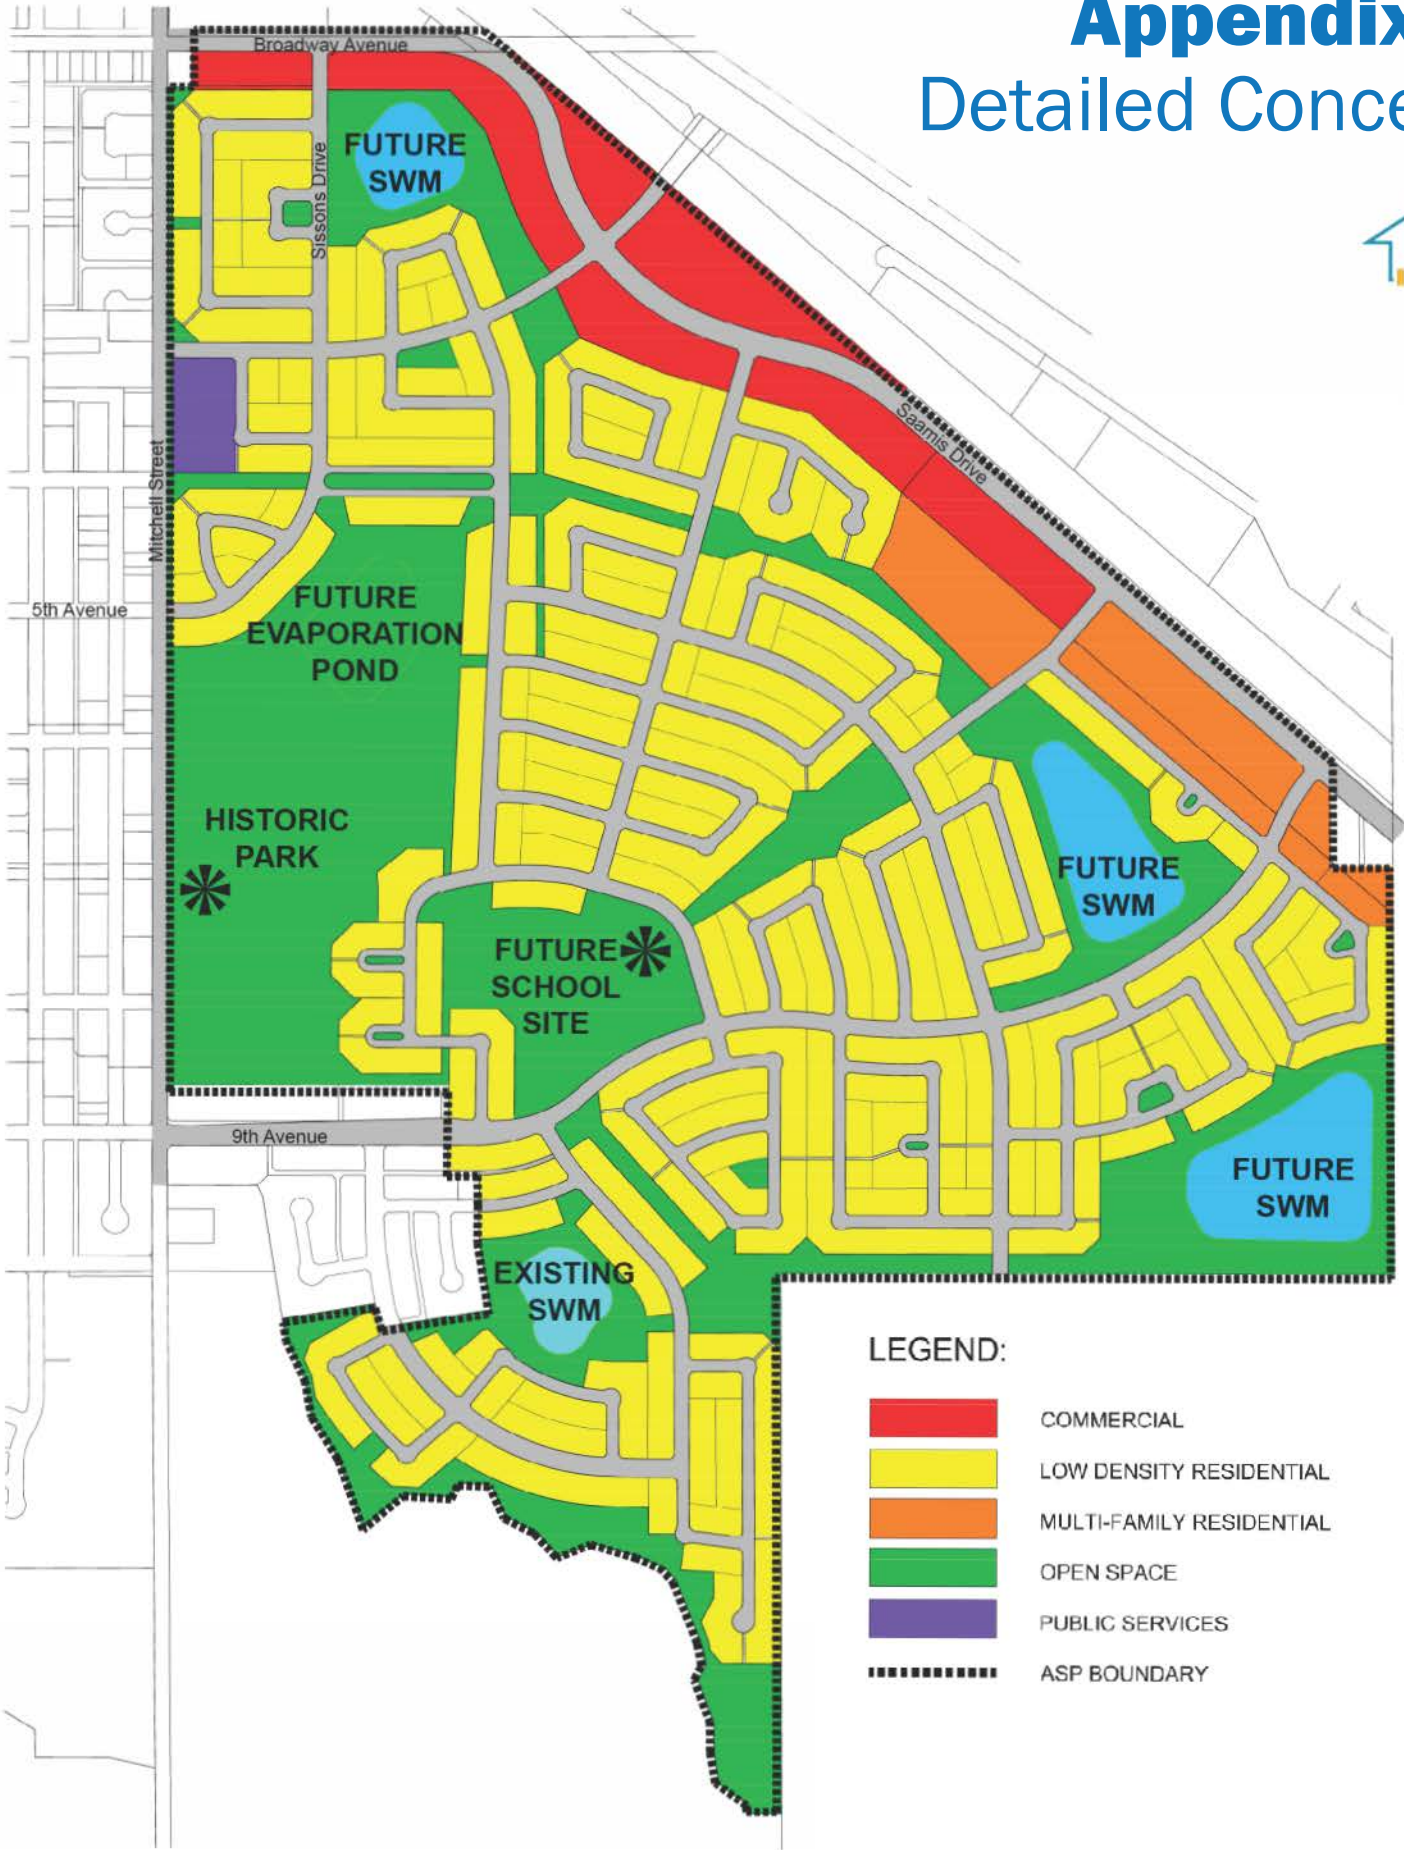 Appendix
Detailed Conce
Broadway Avenue
FUTURE
SWM
Sissons Drive
Saamis Drive
Mitchell Street
5th Avenue
FUTURE
EVAPORATION
POND
HISTORIC
PARK
FUTURE
SWM
FUTURE
SCHOOL
SITE
9th Avenue
FUTURE
SWM
EXISTING
SWM
LEGEND:
COMMERCIAL
LOW DENSITY RESIDENTIAL
MULTI-FAMILY RESIDENTIAL
OPEN SPACE
PUBLIC SERVICES
ASP BOUNDARY